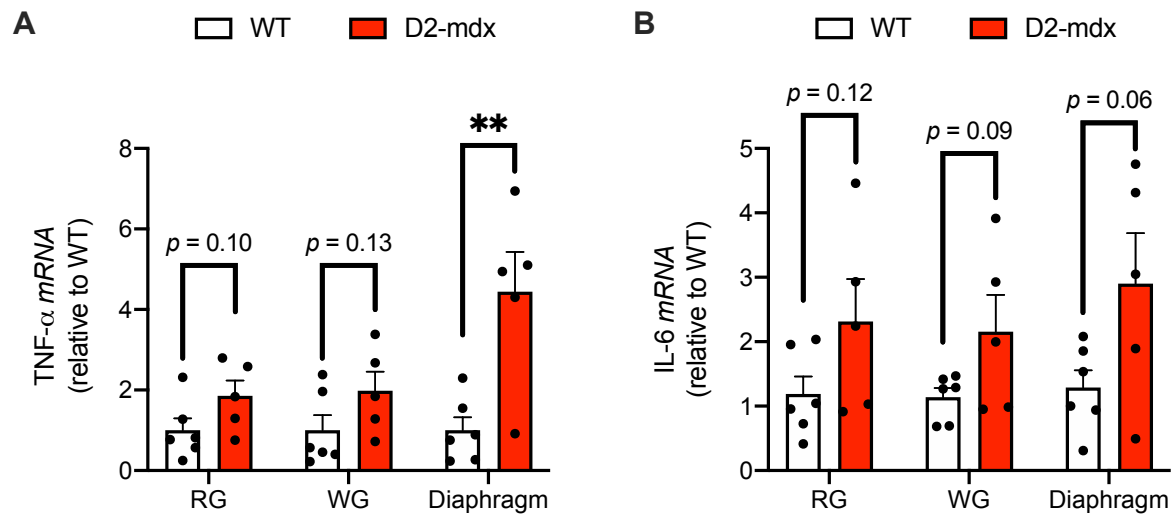 A
WT
D2-mdx
TNF-α mRNA
(relative to WT)
8
6
4
2
0
p = 0.10
p = 0.13
**
RG
WG
Diaphragm
B
WT
D2-mdx
IL-6 mRNA
(relative to WT)
5
4
3
2
1
0
p = 0.12
p = 0.09
p = 0.06
RG
WG
Diaphragm